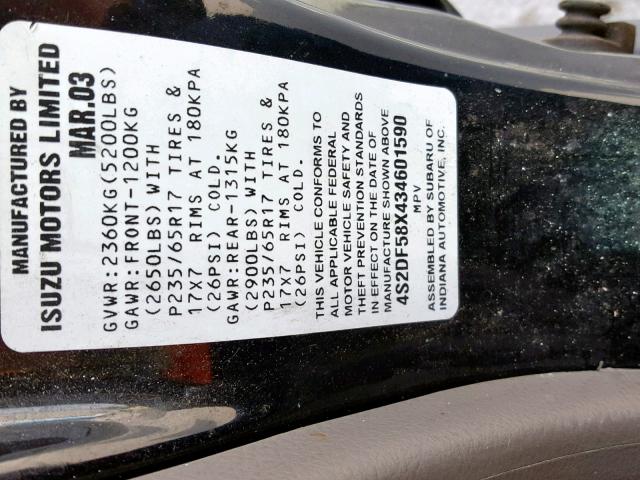 MANUFACTURED BY
ISUZU MOTORS LIMITED
MAR.03
GVWR:2360KG(5200LBS)
GAWR:FRONT-1200KG
(2650LBS) WITH
P235/65R17 TIRES &
17X7 RIMS AT 180KPA
(26PSI) COLD.
GAWR:REAR-1315KG
(2900LBS) WITH
P235/65R17 TIRES &
17X7 RIMS AT 180KPA
(26PSI) COLD.
THIS VEHICLE CONFORMS TO
ALL APPLICABLE FEDERAL
MOTOR VEHICLE SAFETY AND
THEFT PREVENTION STANDARDS
IN EFFECT ON THE DATE OF
MANUFACTURE SHOWN ABOVE
4S2DF58X434601590
MPV
ASSEMBLED BY SUBARU OF
INDIANA AUTOMOTIVE, INC.